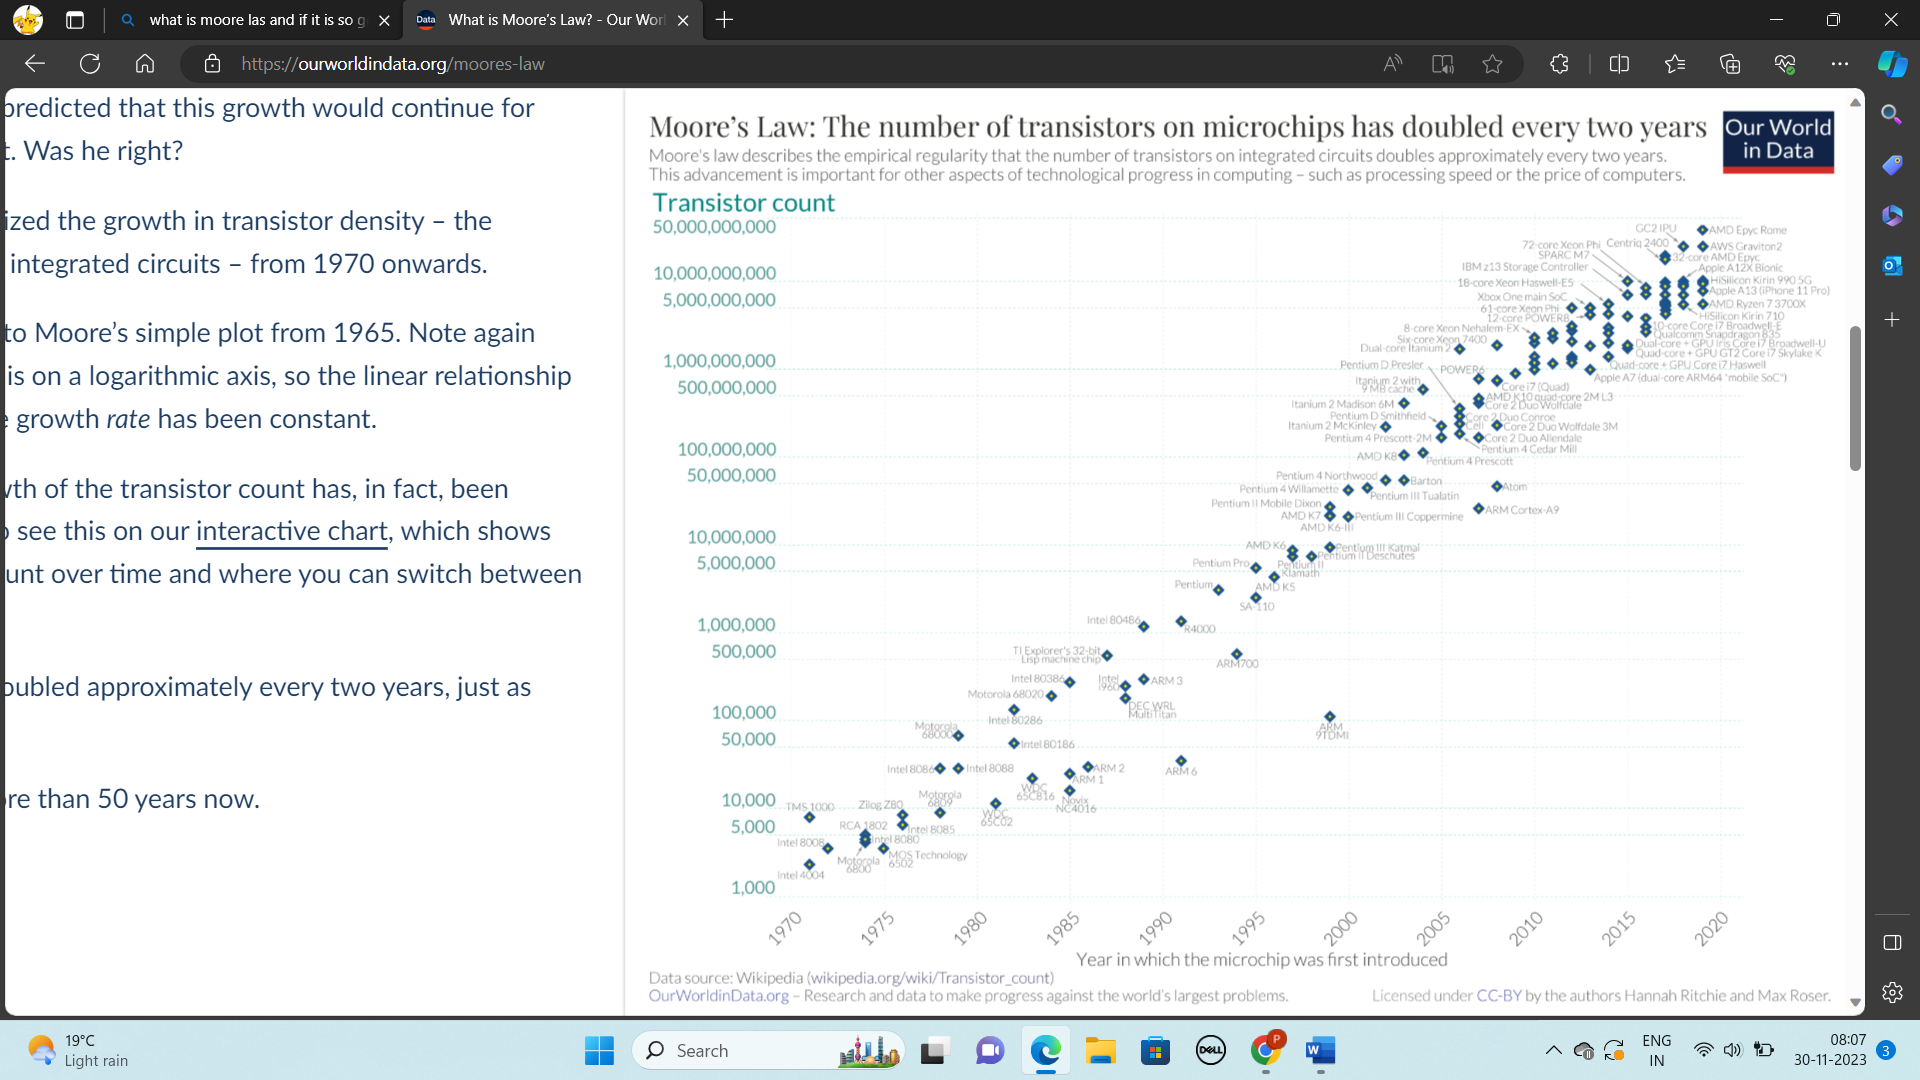 what is moore las and if it is so g
What is Moore's Law? - Our Worl
https://ourworldindata.org/moores-law
predicted that this growth would continue for
t. Was he right?
ized the growth in transistor density – the
integrated circuits – from 1970 onwards.
to Moore's simple plot from 1965. Note again
is on a logarithmic axis, so the linear relationship
e growth rate has been constant.
wth of the transistor count has, in fact, been
o see this on our interactive chart, which shows
unt over time and where you can switch between
oubled approximately every two years, just as
re than 50 years now.
Moore's Law: The number of transistors on microchips has doubled every two years
Our World
in Data
Moore's law describes the empirical regularity that the number of transistors on integrated circuits doubles approximately every two years.
This advancement is important for other aspects of technological progress in computing – such as processing speed or the price of computers.
Transistor count
50,000,000,000
10,000,000,000
5,000,000,000
1,000,000,000
500,000,000
100,000,000
50,000,000
10,000,000
5,000,000
1,000,000
500,000
100,000
50,000
10,000
5,000
1,000
GC2 IPU
AMD Epyc Rome
72-core Xeon Phi
Centriq 2400
AWS Graviton2
SPARC M7
32-core AMD Epyc
IBM z13 Storage Controller
Apple A12X Bionic
18-core Xeon Haswell-E5
HiSilicon Kirin 990 5G
Xbox One main SoC
Apple A13 (iPhone 11 Pro)
61-core Xeon Phi
AMD Ryzen 7 3700X
12-core POWER8
HiSilicon Kirin 710
8-core Xeon Nehalem-EX
10-core Core i7 Broadwell-E
Six-core Xeon 7400
Qualcomm Snapdragon 835
Dual-core Itanium 2
Dual-core + GPU Iris Core i7 Broadwell-U
Quad-core + GPU GT2 Core i7 Skylake K
Pentium D Presler
POWER6
Quad-core + GPU Core i7 Haswell
Itanium 2 with
9 MB cache
Apple A7 (dual-core ARM64 "mobile SoC")
Core i7 (Quad)
AMD K10 quad-core 2M L3
Itanium 2 Madison 6M
Core 2 Duo Wolfdale
Pentium D Smithfield
Core 2 Duo Conroe
Itanium 2 McKinley
Cell
Core 2 Duo Wolfdale 3M
Pentium 4 Prescott-2M
Core 2 Duo Allendale
Pentium 4 Cedar Mill
AMD K8
Pentium 4 Prescott
Pentium 4 Northwood
Barton
Atom
Pentium 4 Willamette
Pentium III Tualatin
Pentium II Mobile Dixon
ARM Cortex-A9
AMD K7
Pentium III Coppermine
AMD K6-III
AMD K6
Pentium III Katmai
Pentium II Deschutes
Pentium Pro
Pentium II
Klamath
Pentium
AMD K5
SA-110
Intel 80486
R4000
TI Explorer's 32-bit
Lisp machine chip
ARM700
Intel 80386
Intel
i960
ARM 3
Motorola 68020
DEC WRL
MultiTitan
Intel 80286
Motorola
68000
ARM
9TDMI
Intel 80186
Intel 8086
Intel 8088
ARM 2
ARM 6
ARM 1
WDC
65C816
Novix
NC4016
Motorola
6809
TMS 1000
Zilog Z80
WDC
65C02
RCA 1802
Intel 8085
Intel 8008
Intel 8080
Motorola
6800
MOS Technology
6502
Intel 4004
1970
1975
1980
1985
1990
1995
2000
2005
2010
2015
2020
Year in which the microchip was first introduced
Data source: Wikipedia (wikipedia.org/wiki/Transistor_count)
OurWorldinData.org – Research and data to make progress against the world's largest problems.
Licensed under CC-BY by the authors Hannah Ritchie and Max Roser.
19°C
Light rain
Search
DELL
ENG
IN
08:07
30-11-2023
3